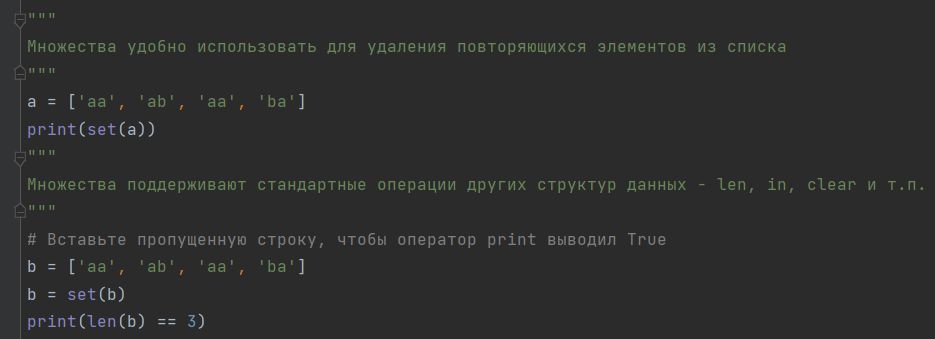 """
Множества удобно использовать для удаления повторяющихся элементов из списка
"""
a = ['aa', 'ab', 'aa', 'ba']
print(set(a))
"""
Множества поддерживают стандартные операции других структур данных - len, in, clear и т.п.
"""
# Вставьте пропущенную строку, чтобы оператор print выводил True
b = ['aa', 'ab', 'aa', 'ba']
b = set(b)
print(len(b) == 3)